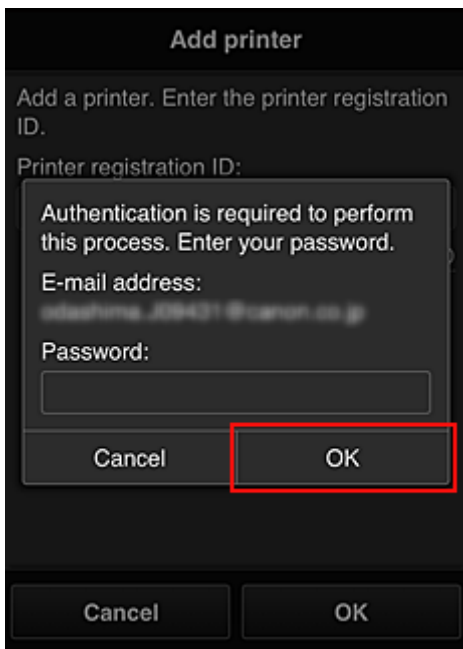 Add printer
Add a printer. Enter the printer registration
ID.
Printer registration ID:
Authentication is required to perform
this process. Enter your password.
E-mail address:
Password:
Cancel
OK
Cancel
OK